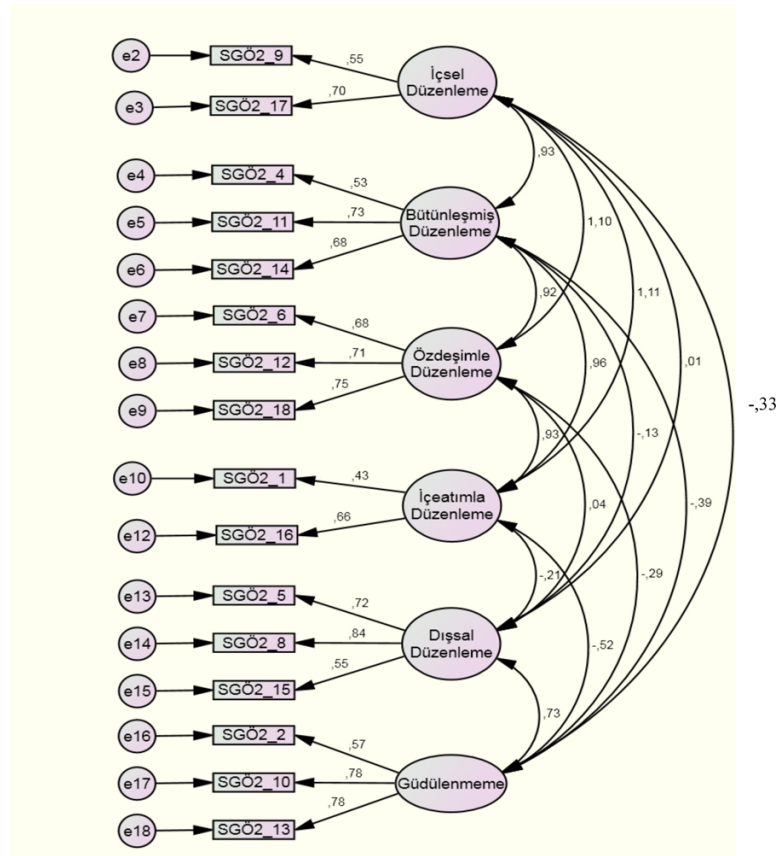 e2
SGÖ2_9
,55
İçsel
Düzenleme
e3
SGÖ2_17
,70
,93
e4
SGÖ2_4
,53
e5
SGÖ2_11
,73
Bütünleşmiş
Düzenleme
1,10
e6
SGÖ2_14
,68
,92
1,11
e7
SGÖ2_6
,68
e8
SGÖ2_12
,71
Özdeşimle
Düzenleme
,96
,01
e9
SGÖ2_18
,75
-,33
,93
-,13
e10
SGÖ2_1
,43
İçeatımla
Düzenleme
,04
-,39
e12
SGÖ2_16
,66
-,21
-,29
e13
SGÖ2_5
,72
e14
SGÖ2_8
,84
Dışsal
Düzenleme
-,52
e15
SGÖ2_15
,55
,73
e16
SGÖ2_2
,57
e17
SGÖ2_10
,78
Güdülenmeme
e18
SGÖ2_13
,78